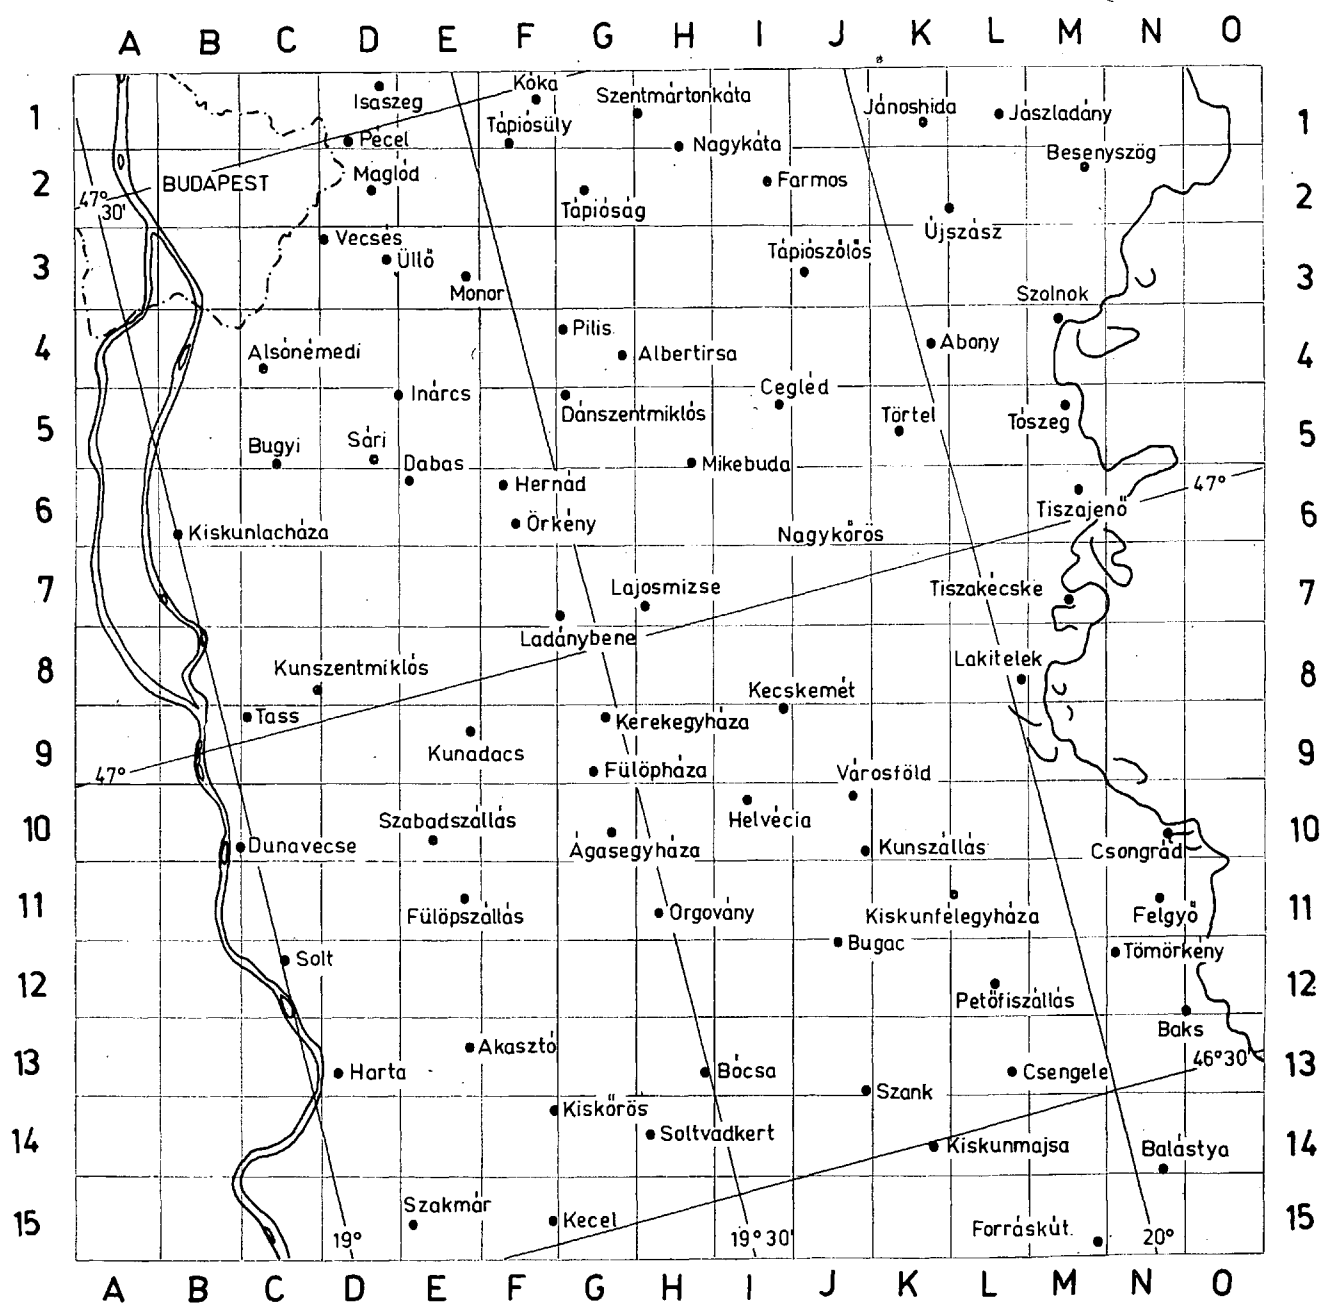 A B C D E F G H I J K L M N O
Kóka
Isaszeg
Szentmártonkáta
Jánoshida
Jászladány
1
1
Tápiósüly
Pécel
Nagykáta
Besenyszög
Maglód
Farmos
BUDAPEST
2
2
47°
30'
Tápióság
Újszász
Vecsés
Tápiószőlős
Üllő
3
3
Monor
Szolnok
Pilis
Abony
4
4
Alsónémedi
Albertirsa
Cegléd
Inárcs
Dánszentmiklós
Törtel
Tószeg
5
5
Sári
Bugyi
Dabas
Mikebuda
Hernád
47°
Tiszajenő
6
6
Örkény
Kiskunlacháza
Nagykőrös
Lajosmizse
Tiszakécske
7
7
Ladánybene
Lakitelek
Kunszentmiklós
8
8
Kecskemét
Tass
Kerekegyháza
Kunadacs
9
9
47°
Fülöpháza
Városföld
Szabadszállás
Helvécia
10
10
Dunavecse
Ágasegyháza
Kunszállás
Csongrád
11
11
Fülöpszállás
Orgovány
Kiskunfélegyháza
Felgyő
Bugac
Tömörkény
Solt
12
12
Petőfiszállás
Baks
Akasztó
46°30'
13
13
Harta
Bócsa
Csengele
Szank
Kiskőrös
Soltvadkert
14
14
Kiskunmajsa
Balástya
Szakmár
Kecel
15
15
Forráskút
19°
19°30'
20°
A B C D E F G H I J K L M N O